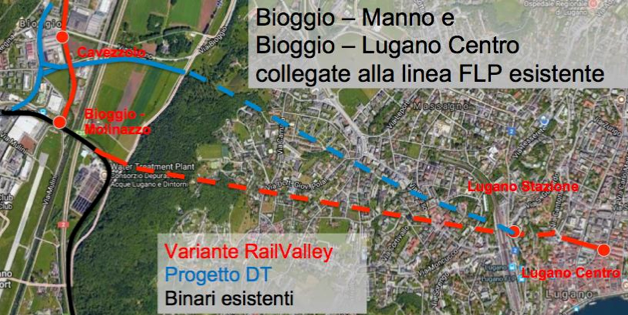 Bioggio – Manno e
Bioggio – Lugano Centro
collegate alla linea FLP esistente
Bioggio
Cavezzolo
Bioggio -
Molinazzo
Water Treatment Plant
Consorzio Depurazione
Acque Lugano e Dintorni
Massagno
Lugano Stazione
Lugano Centro
Lugano
Variante RailValley
Progetto DT
Binari esistenti